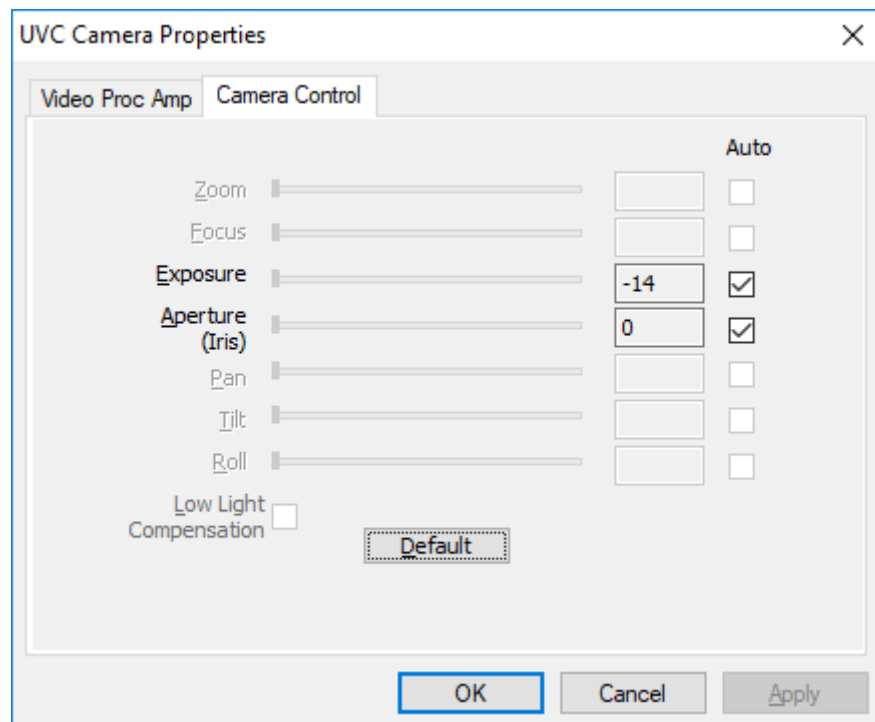 UVC Camera Properties
Video Proc Amp
Camera Control
Auto
Zoom
Focus
Exposure
-14
Aperture
(Iris)
0
Pan
Tilt
Roll
Low Light
Compensation
Default
OK
Cancel
Apply